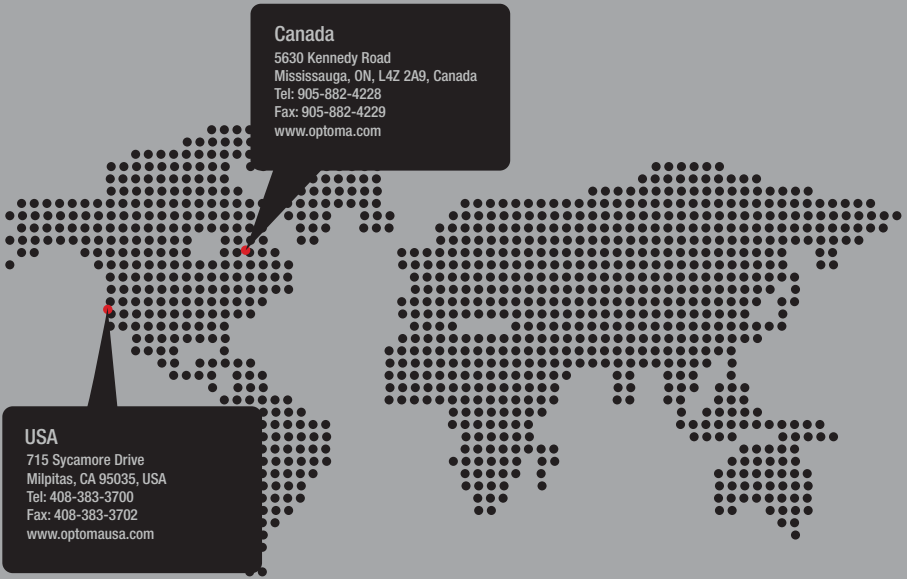 Canada
5630 Kennedy Road
Mississauga, ON, L4Z 2A9, Canada
Tel: 905-882-4228
Fax: 905-882-4229
www.optoma.com
USA
715 Sycamore Drive
Milpitas, CA 95035, USA
Tel: 408-383-3700
Fax: 408-383-3702
www.optomausa.com